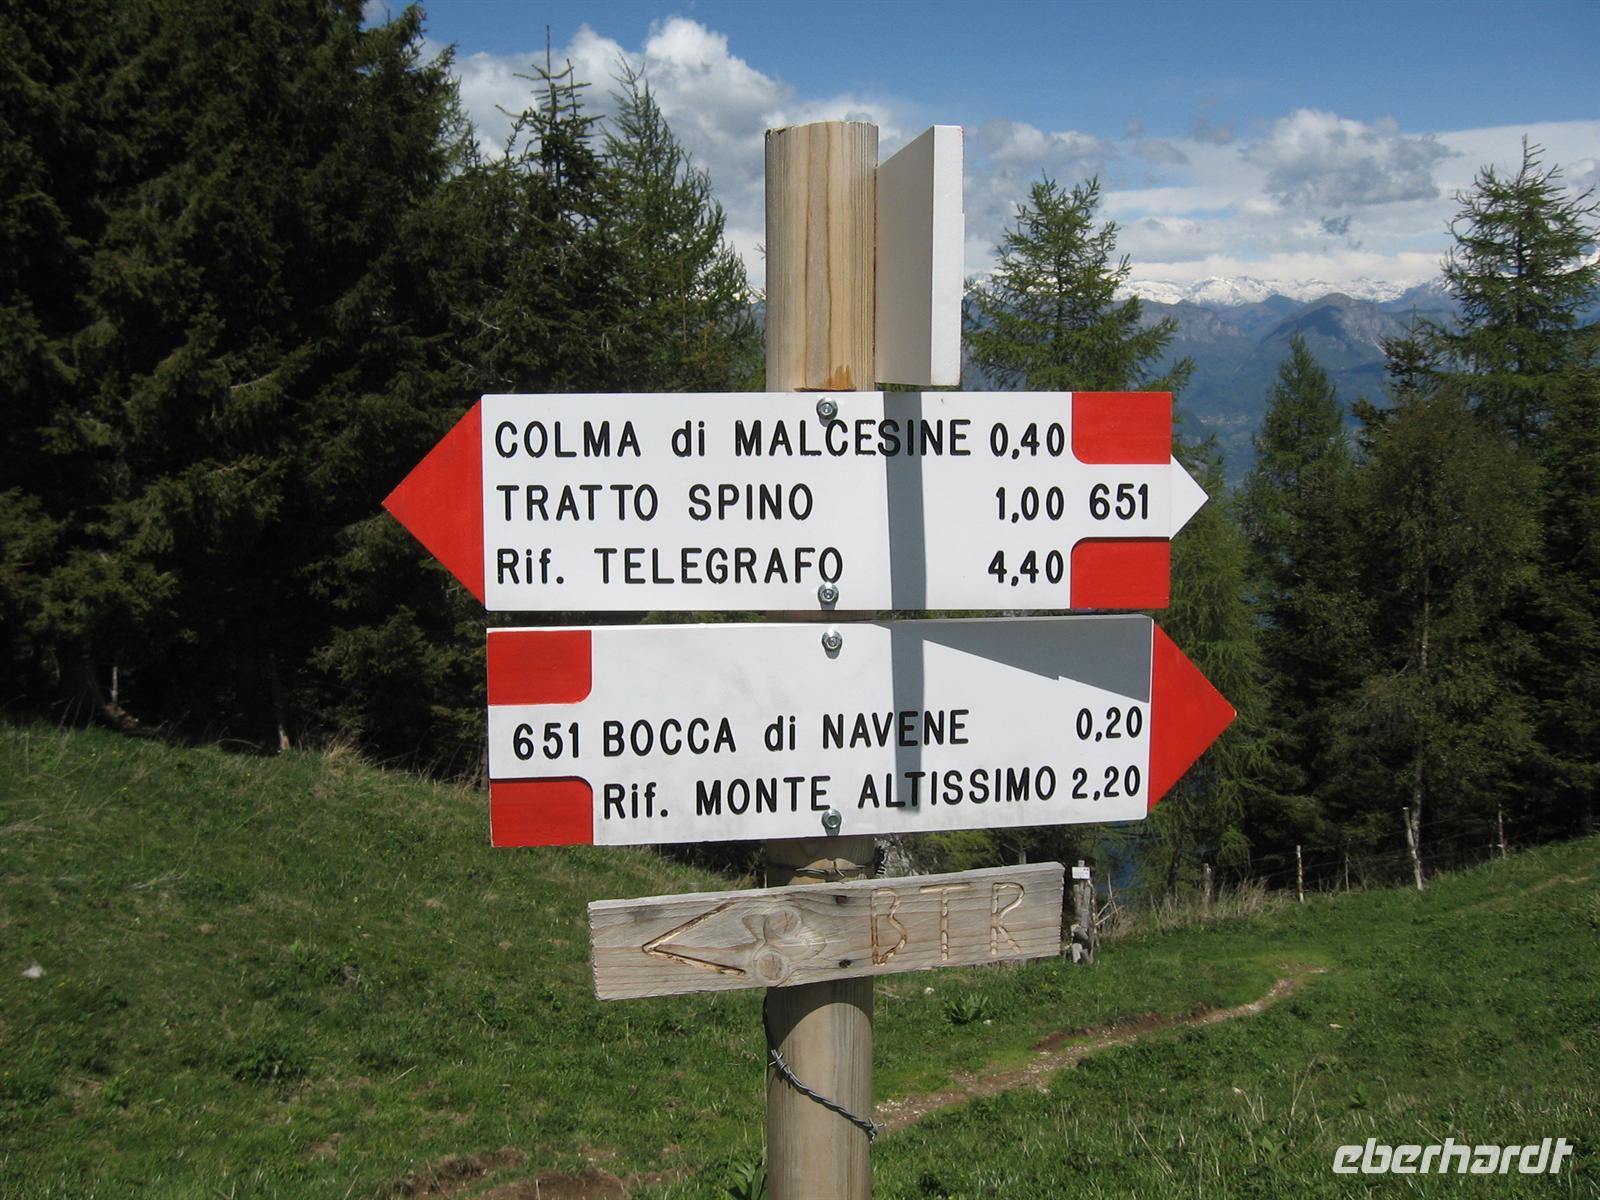 COLMA di MALCESINE 0,40
TRATTO SPINO 1,00 651
Rif. TELEGRAFO 4,40
651 BOCCA di NAVENE 0,20
Rif. MONTE ALTISSIMO 2,20
BTR
eberhardt